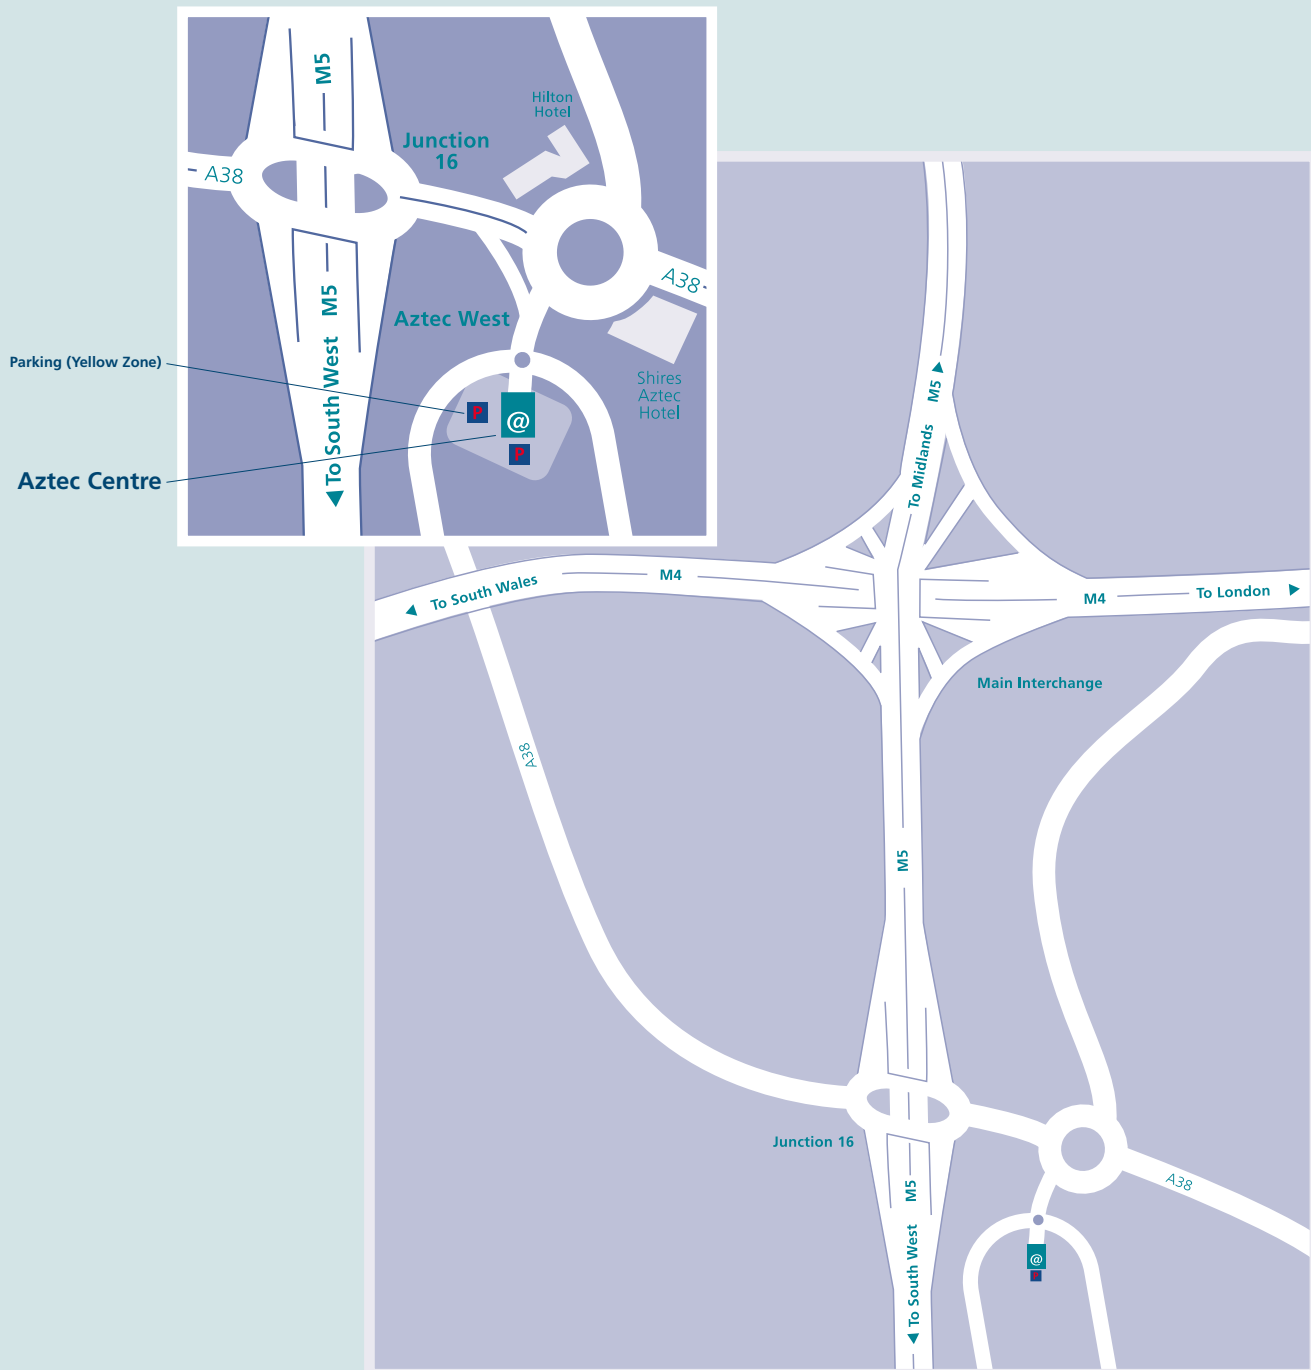 M5
Hilton
Hotel
Junction
16
A38
A38
M5
Aztec West
Parking (Yellow Zone)
To South West
Shires
Aztec
Hotel
P
@
P
Aztec Centre
M5
To Midlands
To South Wales
M4
M4
To London
Main Interchange
A38
M5
Junction 16
M5
A38
To South West
@